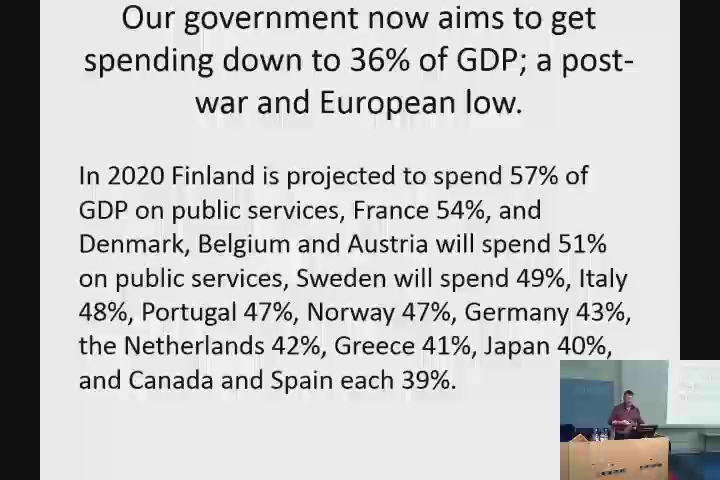 Our government now aims to get
spending down to 36% of GDP; a post-
war and European low.
In 2020 Finland is projected to spend 57% of
GDP on public services, France 54%, and
Denmark, Belgium and Austria will spend 51%
on public services, Sweden will spend 49%, Italy
48%, Portugal 47%, Norway 47%, Germany 43%,
the Netherlands 42%, Greece 41%, Japan 40%,
and Canada and Spain each 39%.